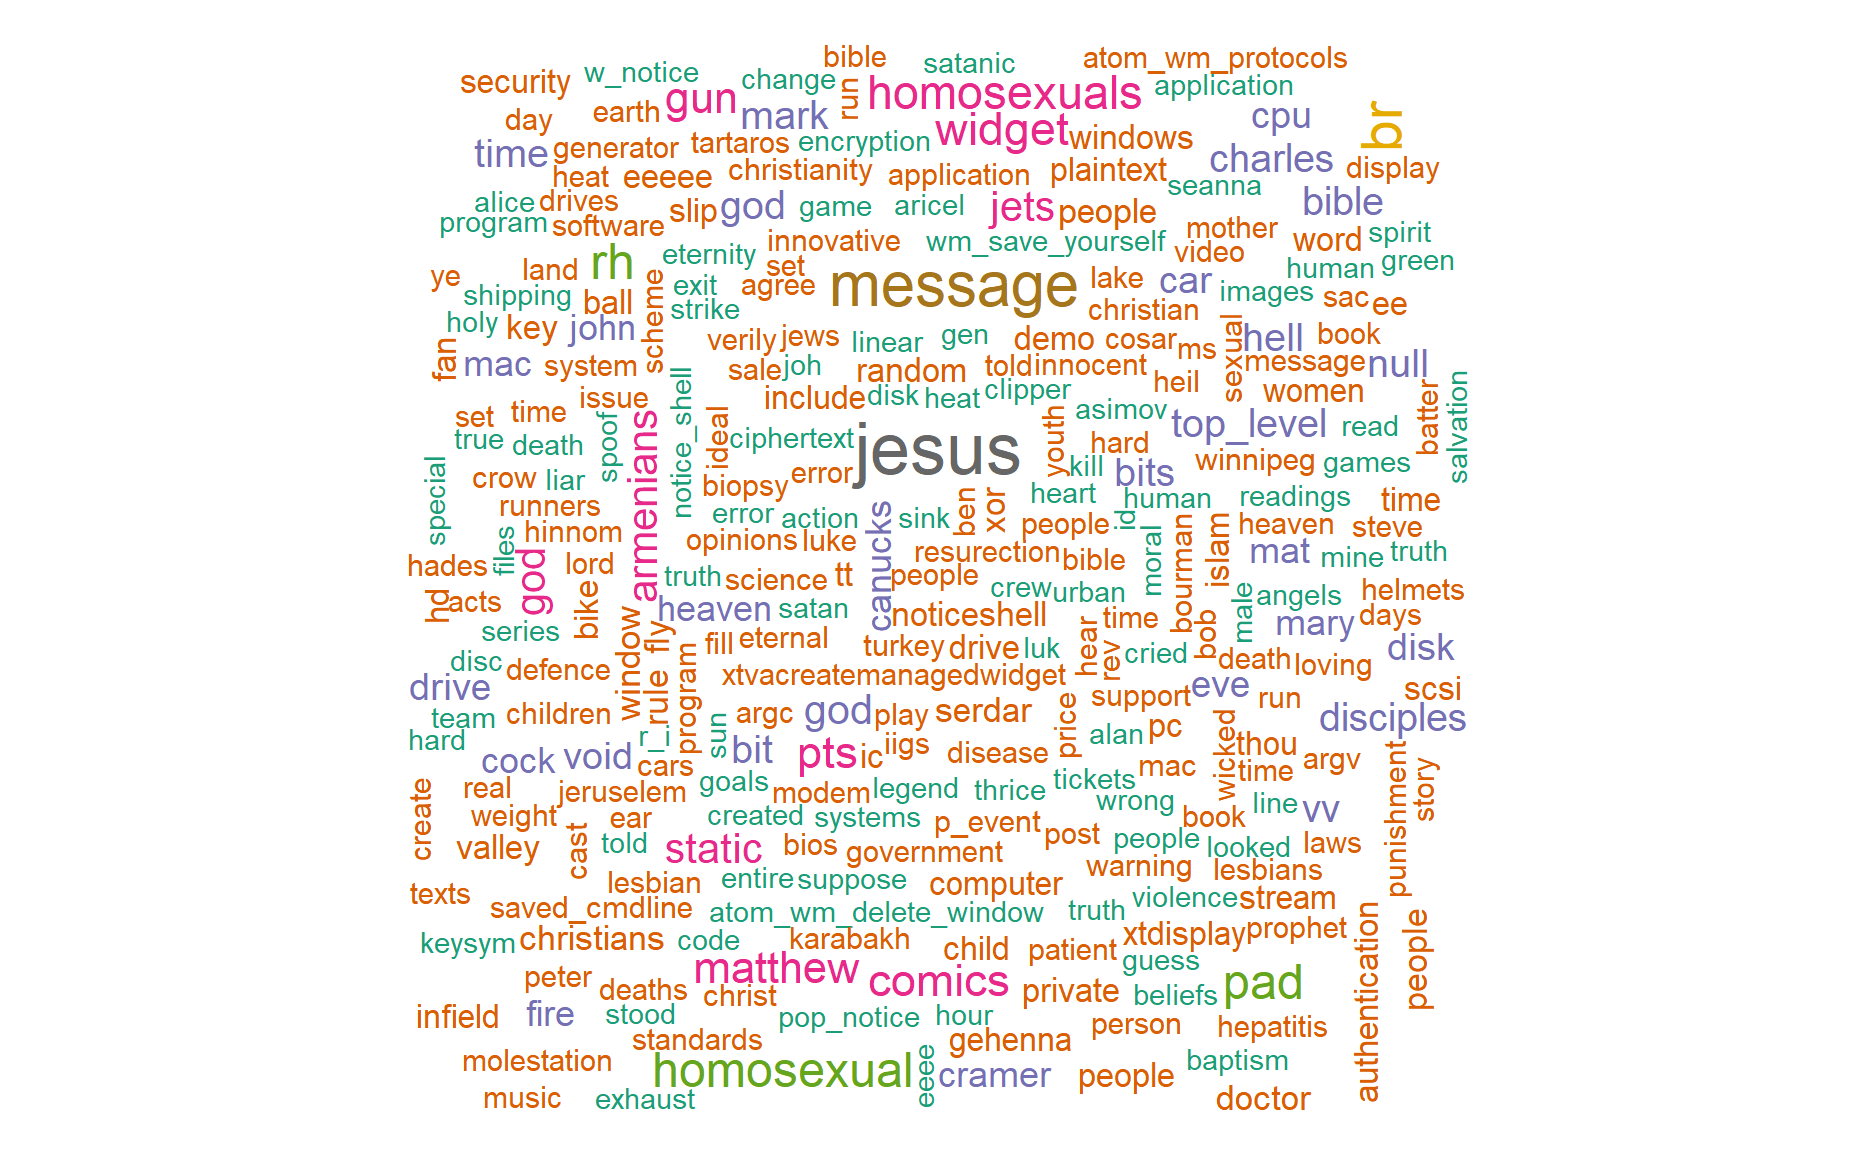 bible satanic atom_wm_protocols
security w_notice change run homosexuals application
gun mark widget windows cpu br
day earth
time generator tartaros encryption charles display
heat eeeee christianity application plaintext seanna
alice drives slip god game aricel jets people bible
program software innovative wm_save_yourself mother video word spirit
ye land rh eternity set message lake car human green
shipping ball scheme exit agree christian images sac ee
holy key john strike verily jews linear gen demo cosar ms sexual hell book
fan mac system sale joh random told innocent heil message null
set time issue notice_shell include disk heat clipper asimov women batter salvation
true death spoof armenians ideal ciphertext jesus youth hard top_level read
special crow liar biopsy error kill bits winnipeg games
runners error action sink ben xor heart human readings time
files hinnom opinions luke canucks people id moral bourman islam heaven steve
hades god lord truth science tt resurection people bible mat mine truth
hd acts bike heaven satan noticeshell crew urban male angels helmets
series window rule fly fill eternal turkey drive luk hear time bob mary days
disc defence program xtvacreatemanagedwidget rev cried death loving disk
drive support eve run scsi
team children sun argc god play serdar price alan pc disciples
hard cock void r_i bit pts ic iigs disease wicked thou
cars mac time argv punishment story
create real jeruselem goals modem legend thrice tickets wrong line vv
weight cast ear created systems p_event post people book looked laws
valley told static bios government warning lesbians
texts lesbian entire suppose computer violence stream
saved_cmdline atom_wm_delete_window truth
keysym christians code karabakh child patient xtdisplay prophet authentication people
peter deaths matthew christ comics private guess beliefs pad
infield fire stood pop_notice hour person hepatitis
standards gehenna
molestation homosexual eeee cramer people baptism
music exhaust doctor